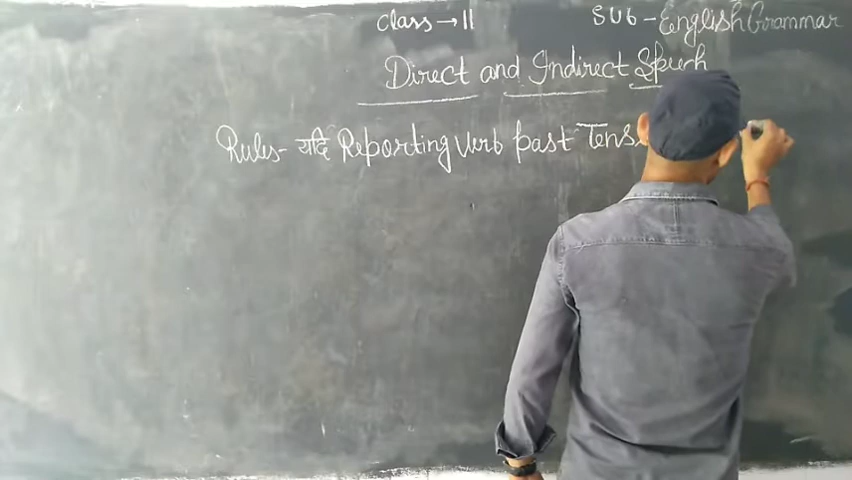 Class → 11 SUB - English Grammar
Direct and Indirect Speech
Rules - यदि Reporting Verb past Tense